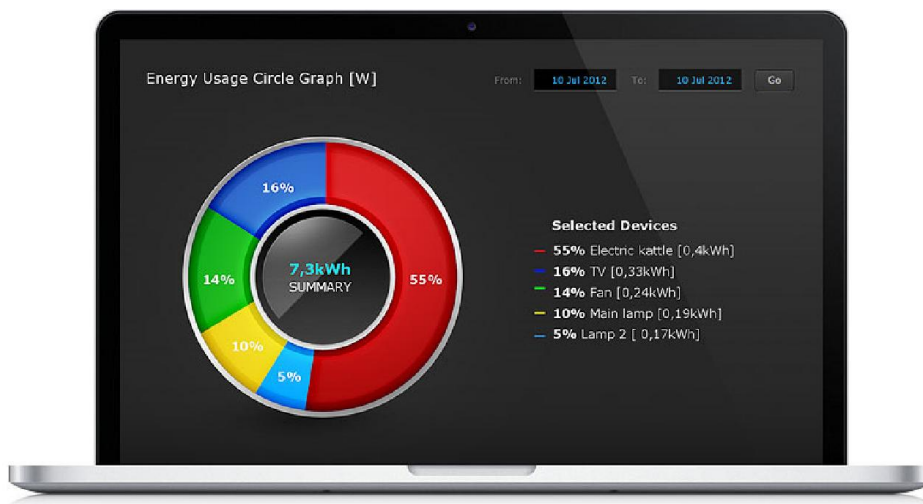 Energy Usage Circle Graph [W]
From: 10 Jul 2012 To: 10 Jul 2012 Go
16%
14%
10%
5%
55%
7,3kWh
SUMMARY
Selected Devices
55% Electric kattle [0,4kWh]
16% TV [0,33kWh]
14% Fan [0,24kWh]
10% Main lamp [0,19kWh]
5% Lamp 2 [ 0,17kWh]